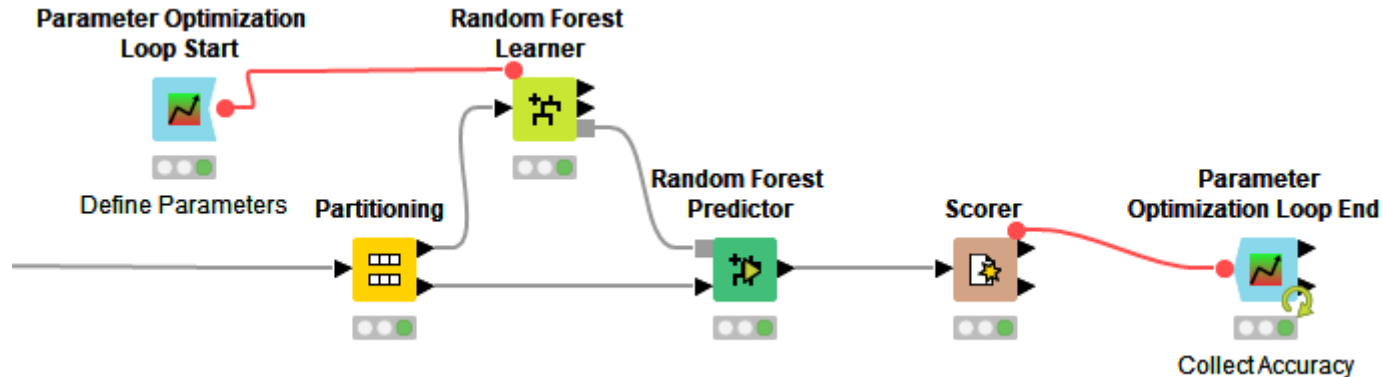 Parameter Optimization
Loop Start
Random Forest
Learner
Define Parameters
Partitioning
Random Forest
Predictor
Scorer
Parameter
Optimization Loop End
Collect Accuracy